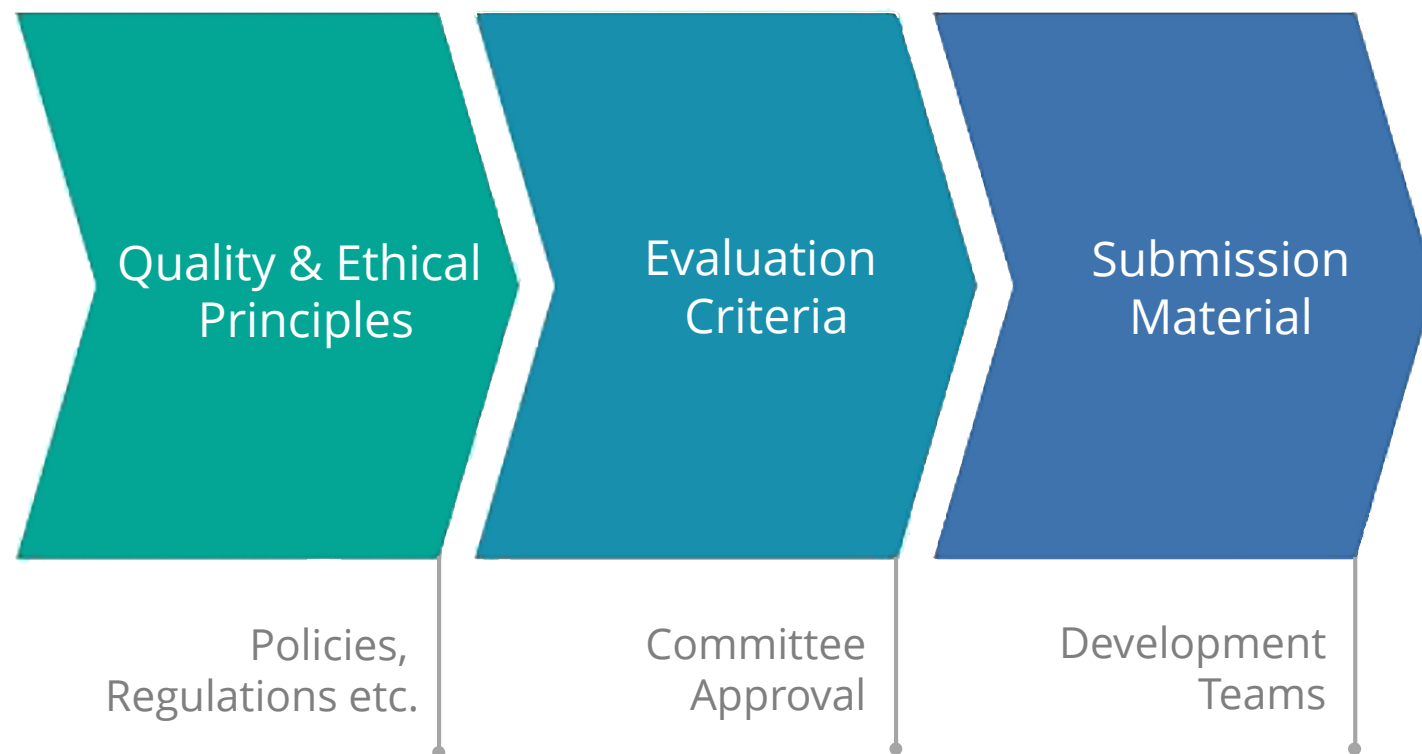 Quality & Ethical
Principles
Evaluation
Criteria
Submission
Material
Policies,
Regulations etc.
Committee
Approval
Development
Teams